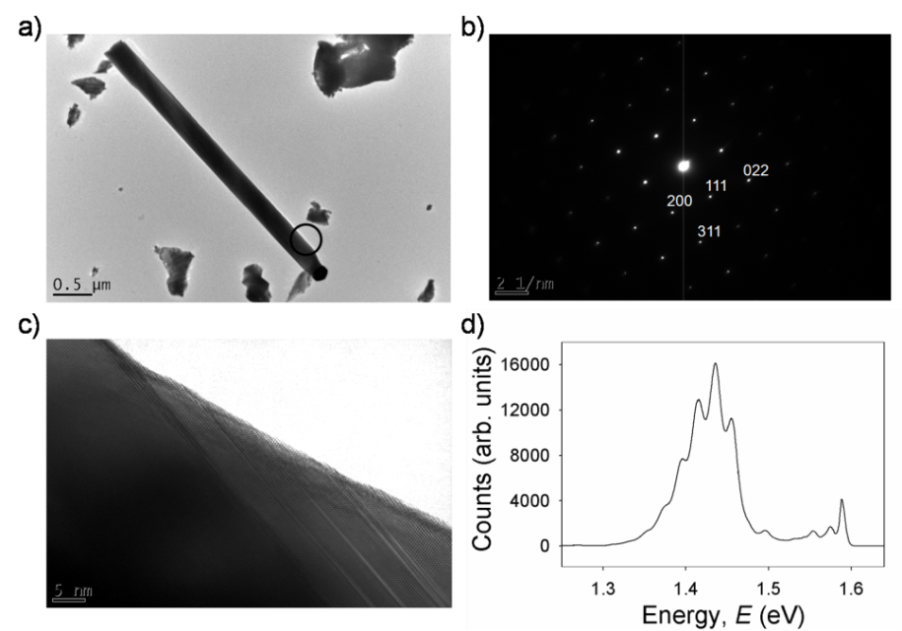 a)
0.5 µm
b)
022
111
200
311
2 1/nm
c)
5 nm
d)
16000
12000
8000
4000
0
Counts (arb. units)
1.3 1.4 1.5 1.6
Energy, E (eV)